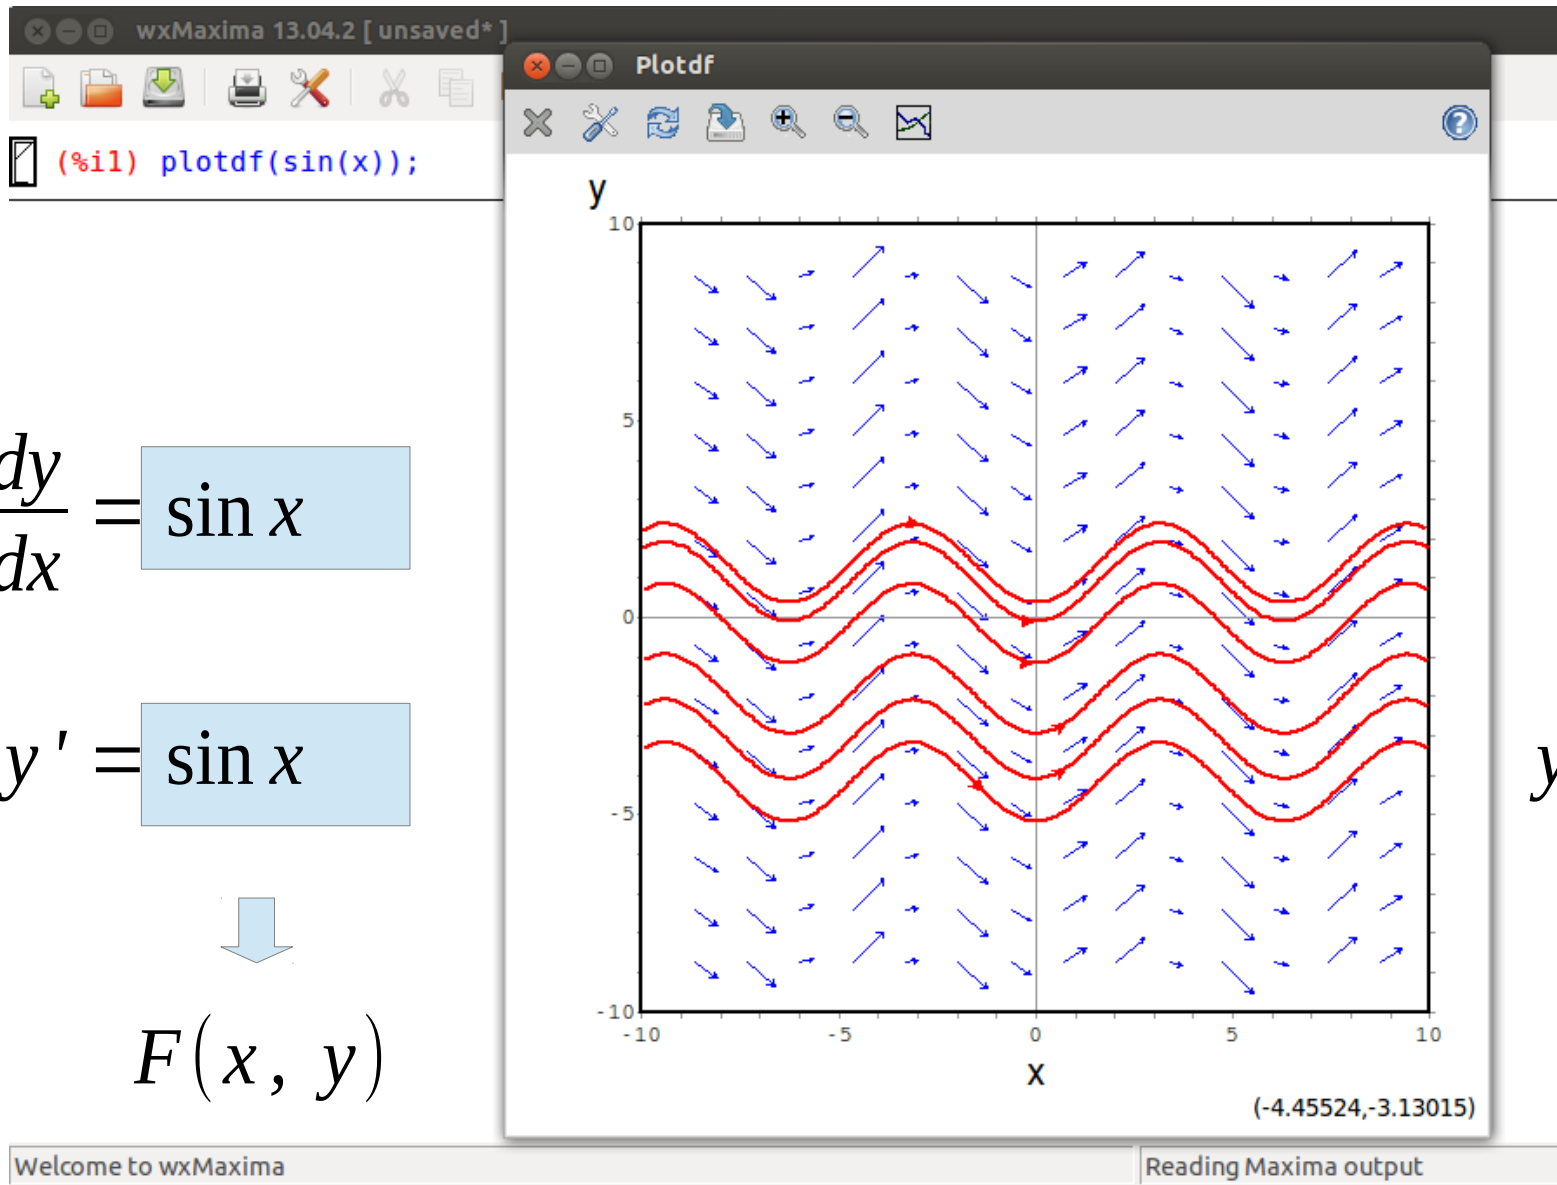 wxMaxima 13.04.2 [ unsaved* ]
Plotdf
(%i1) plotdf(sin(x));
y
10
5
0
-5
-10
-10 -5 0 5 10
x
(-4.45524,-3.13015)
dy
dx
= sin x
y' = sin x
y
F(x, y)
Welcome to wxMaxima
Reading Maxima output